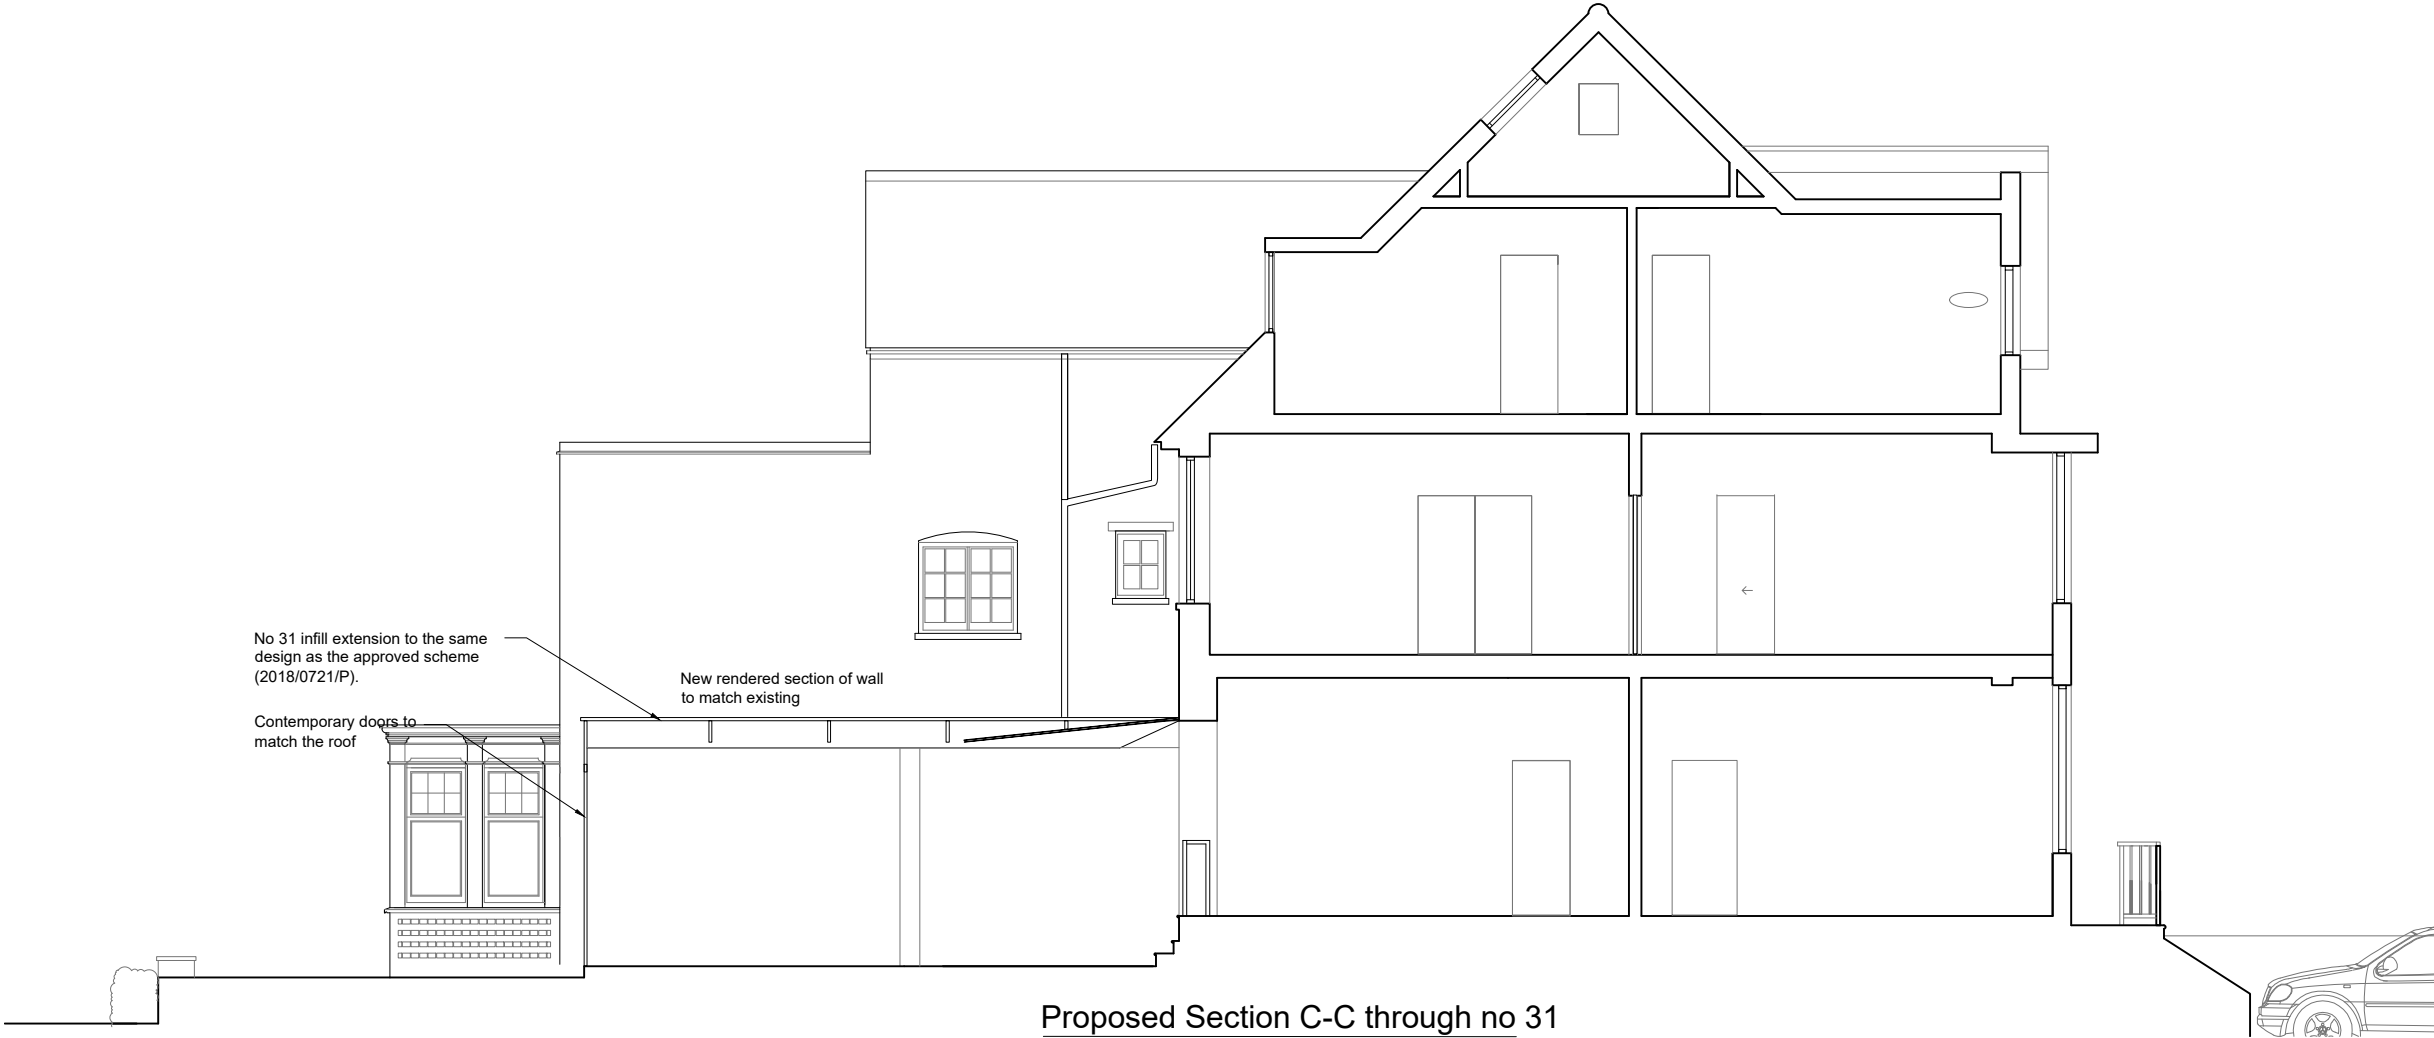 No 31 infill extension to the same
design as the approved scheme
(2018/0721/P).
New rendered section of wall
to match existing
Contemporary doors to
match the roof
Proposed Section C-C through no 31